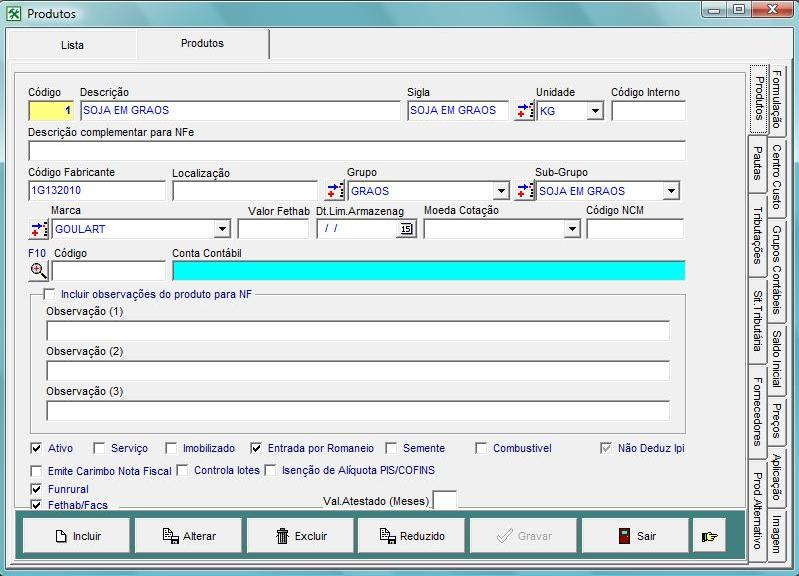 Produtos
Lista
Produtos
Código
Descrição
Sigla
Unidade
Código Interno
1
SOJA EM GRAOS
SOJA EM GRAOS
KG
Descrição complementar para NFe
Código Fabricante
Localização
Grupo
Sub-Grupo
1G132010
GRAOS
SOJA EM GRAOS
Marca
Valor Fethab
Dt.Lim.Armazenag
Moeda Cotação
Código NCM
GOULART
/ /
15
F10
Código
Conta Contábil
Incluir observações do produto para NF
Observação (1)
Observação (2)
Observação (3)
Ativo
Serviço
Imobilizado
Entrada por Romaneio
Semente
Combustivel
Não Deduz Ipi
Emite Carimbo Nota Fiscal
Controla lotes
Isenção de Alíquota PIS/COFINS
Funrural
Fethab/Facs
Val.Atestado (Meses)
Incluir
Alterar
Excluir
Reduzido
Gravar
Sair
Produtos
Pautas
Tributações
Sit.Tributária
Fornecedores
Prod.Alternativo
Formulação
Centro Custo
Grupos Contábeis
Saldo Inicial
Preços
Aplicação
Imagem